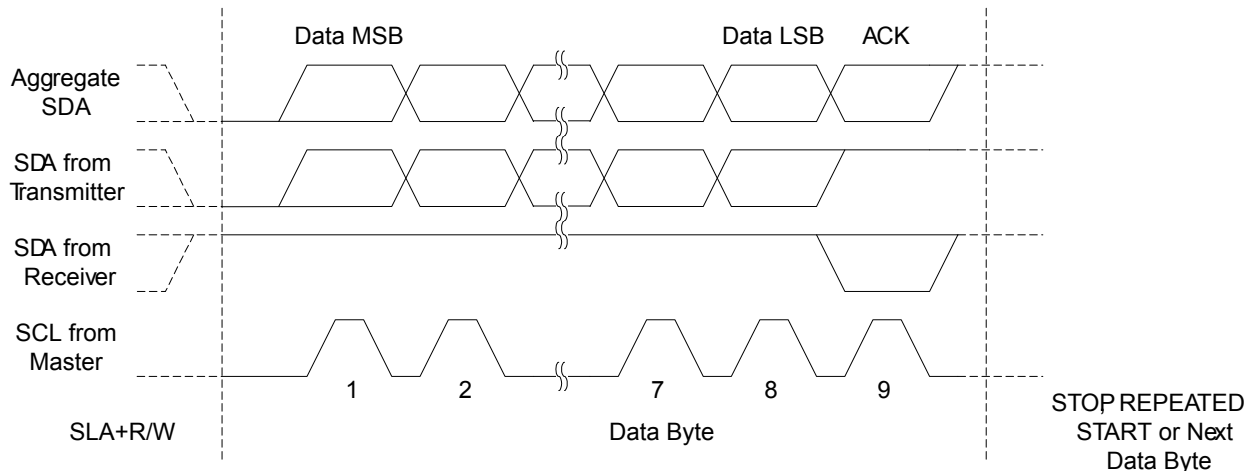 Data MSB
Data LSB
ACK
Aggregate
SDA
SDA from
Transmitter
SDA from
Receiver
SCL from
Master
1
2
7
8
9
SLA+R/W
Data Byte
STOP, REPEATED
START or Next
Data Byte